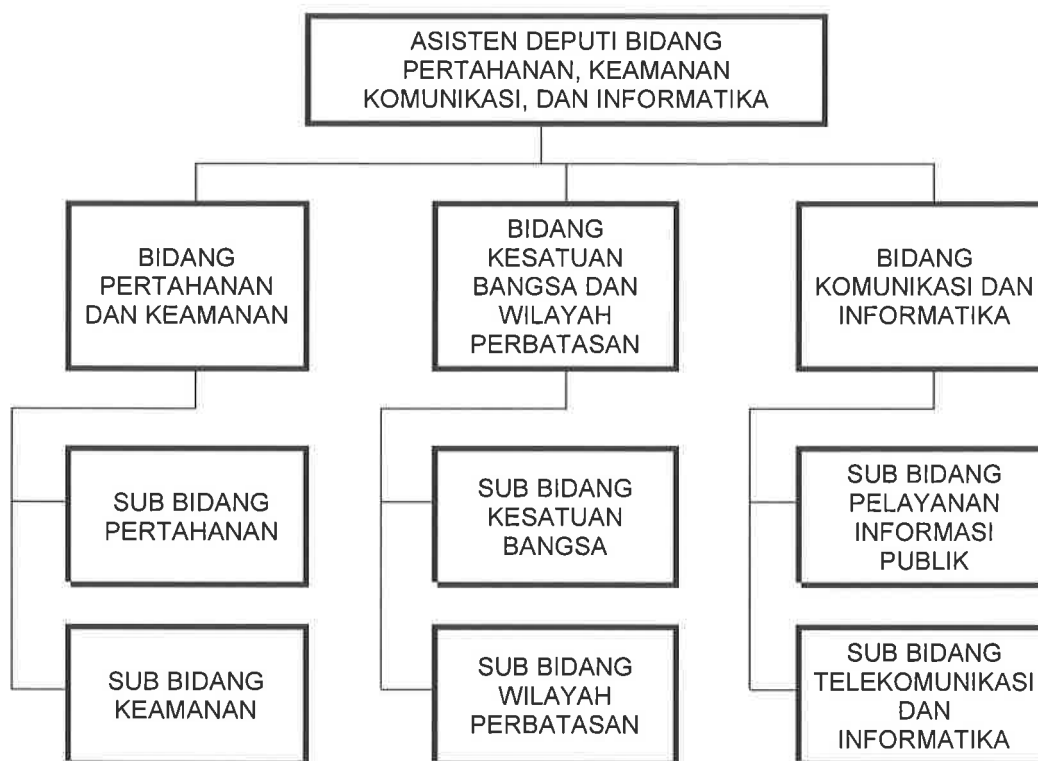 ASISTEN DEPUTI BIDANG
PERTAHANAN, KEAMANAN
KOMUNIKASI, DAN INFORMATIKA
BIDANG
PERTAHANAN
DAN KEAMANAN
BIDANG
KESATUAN
BANGSA DAN
WILAYAH
PERBATASAN
BIDANG
KOMUNIKASI DAN
INFORMATIKA
SUB BIDANG
PERTAHANAN
SUB BIDANG
KESATUAN
BANGSA
SUB BIDANG
PELAYANAN
INFORMASI
PUBLIK
SUB BIDANG
KEAMANAN
SUB BIDANG
WILAYAH
PERBATASAN
SUB BIDANG
TELEKOMUNIKASI
DAN
INFORMATIKA